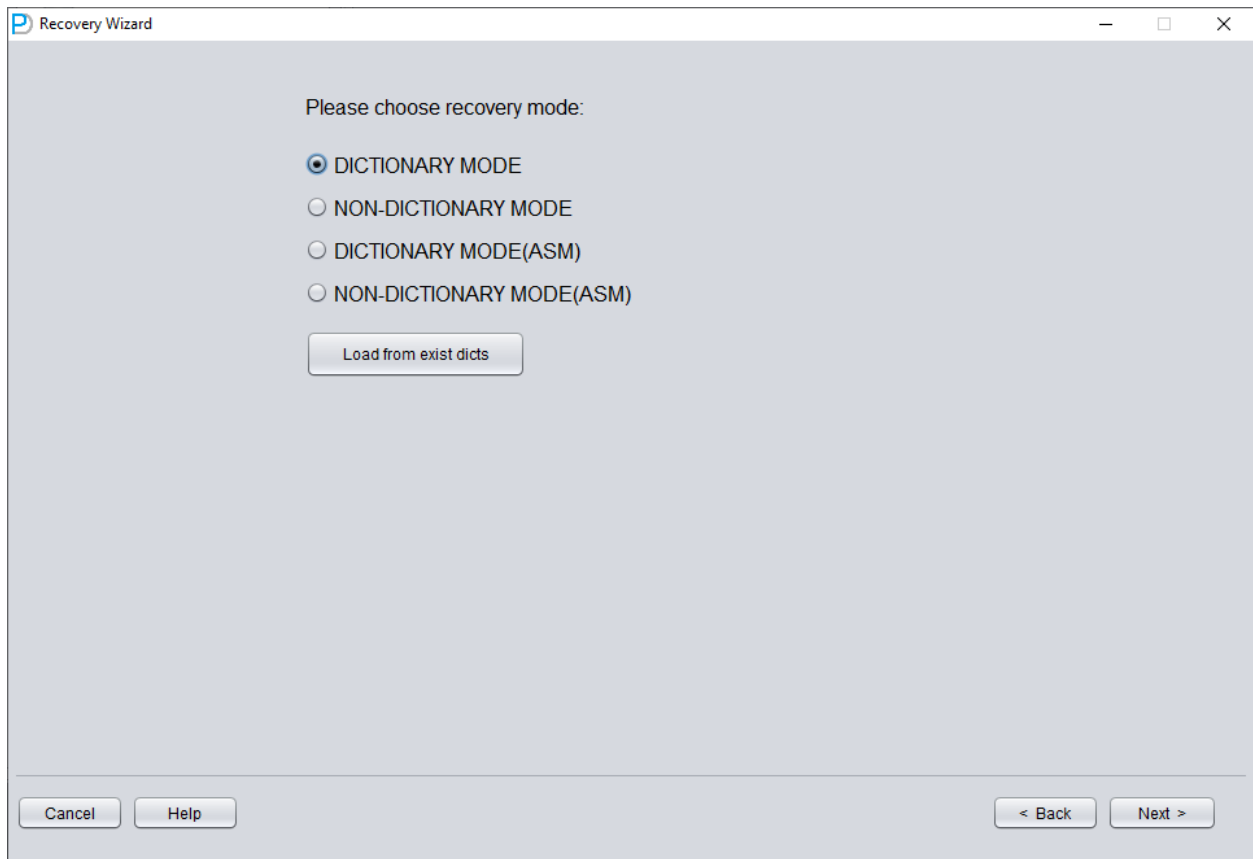 Recovery Wizard
Please choose recovery mode:
DICTIONARY MODE
NON-DICTIONARY MODE
DICTIONARY MODE(ASM)
NON-DICTIONARY MODE(ASM)
Load from exist dicts
Cancel Help < Back Next >